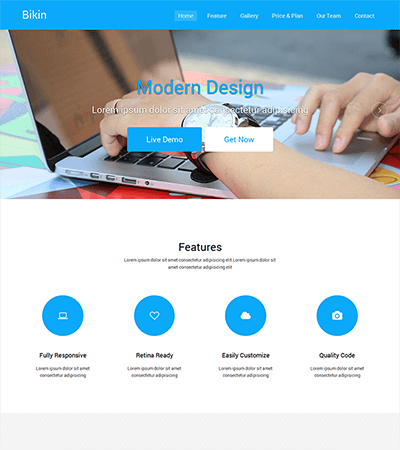 Bikin
Home Feature Gallery Price & Plan Our Team Contact
Modern Design
Lorem ipsum dolor sit amet consectetur adipisicing
Live Demo Get Now
Features
Lorem ipsum dolor sit amet consectetur adipisicing elit Lorem ipsum dolor sit
amet consectetur adipisicing elit
Fully Responsive
Lorem ipsum dolor sit amet
consectetur adipisicing
Retina Ready
Lorem ipsum dolor sit amet
consectetur adipisicing
Easily Customize
Lorem ipsum dolor sit amet
consectetur adipisicing
Quality Code
Lorem ipsum dolor sit amet
consectetur adipisicing